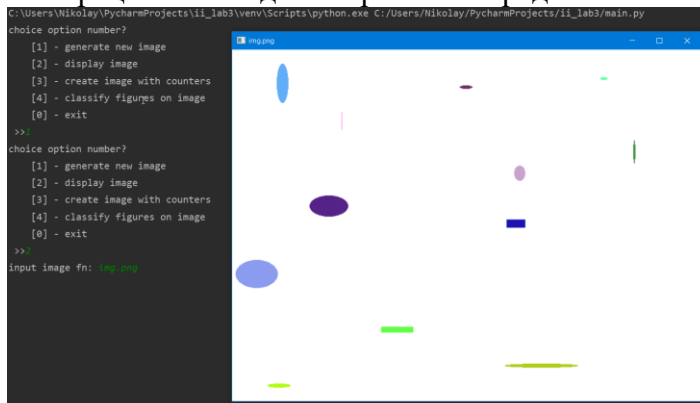 C:\Users\Nikolay\PycharmProjects\ii_lab3\venv\Scripts\python.exe C:/Users/Nikolay/PycharmProjects/ii_lab3/main.py
choice option number?
[1] - generate new image
[2] - display image
[3] - create image with counters
[4] - classify figures on image
[0] - exit
>>1
choice option number?
[1] - generate new image
[2] - display image
[3] - create image with counters
[4] - classify figures on image
[0] - exit
>>2
input image fn: img.png
img.png